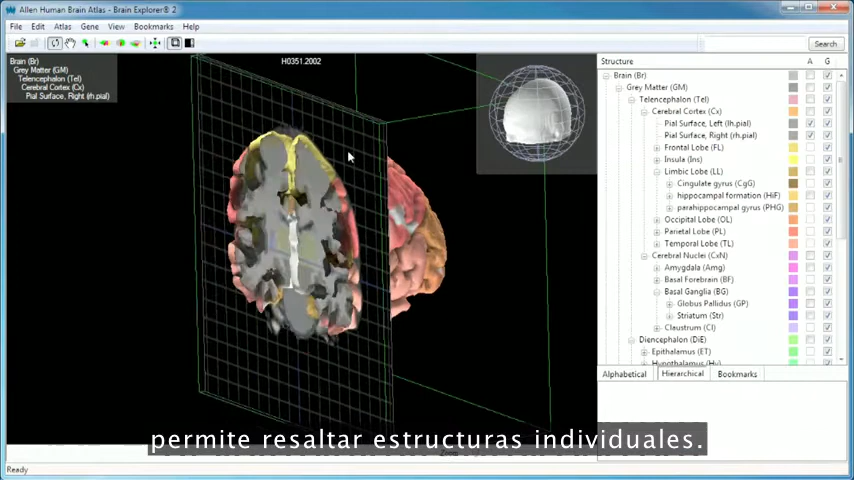 Allen Human Brain Atlas - Brain Explorer® 2
File Edit Atlas Gene View Bookmarks Help
Search
Brain (Br)
Grey Matter (GM)
Telencephalon (Tel)
Cerebral Cortex (Cx)
Pial Surface, Right (rh.pial)
H0351.2002
Structure A G
Brain (Br)
Grey Matter (GM)
Telencephalon (Tel)
Cerebral Cortex (Cx)
Pial Surface, Left (lh.pial)
Pial Surface, Right (rh.pial)
Frontal Lobe (FL)
Insula (Ins)
Limbic Lobe (LL)
Cingulate gyrus (CgG)
hippocampal formation (HiF)
parahippocampal gyrus (PHG)
Occipital Lobe (OL)
Parietal Lobe (PL)
Temporal Lobe (TL)
Cerebral Nuclei (CxN)
Amygdala (Amg)
Basal Forebrain (BF)
Basal Ganglia (BG)
Globus Pallidus (GP)
Striatum (Str)
Claustrum (Cl)
Diencephalon (DiE)
Epithalamus (ET)
Hypothalamus (Hy)
Alphabetical Hierarchical Bookmarks
permite resaltar estructuras individuales.
Ready